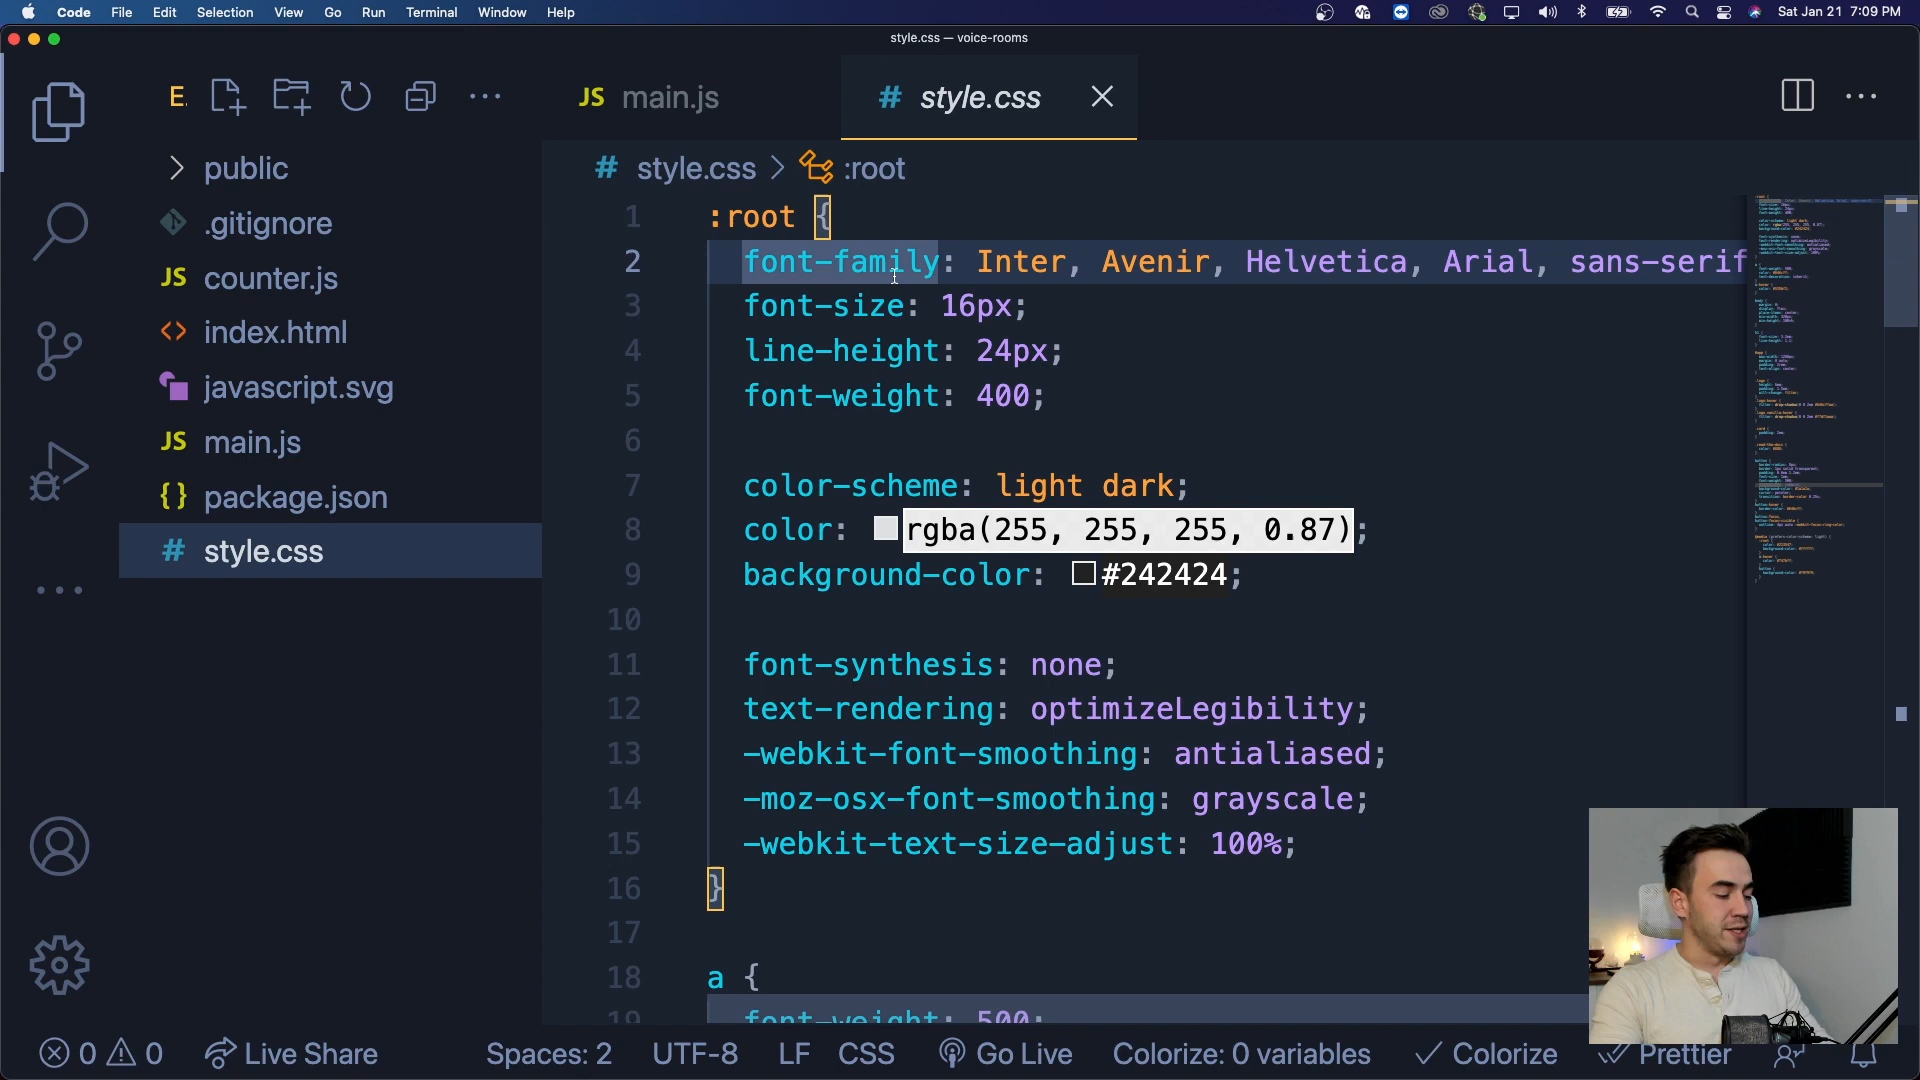 Code File Edit Selection View Go Run Terminal Window Help
Sat Jan 21 7:09 PM
style.css — voice-rooms
E.
JS main.js
# style.css
public
.gitignore
JS counter.js
<> index.html
javascript.svg
JS main.js
{} package.json
# style.css
# style.css > :root
1 :root {
2 font-family: Inter, Avenir, Helvetica, Arial, sans-serif
3 font-size: 16px;
4 line-height: 24px;
5 font-weight: 400;
6
7 color-scheme: light dark;
8 color: rgba(255, 255, 255, 0.87);
9 background-color: #242424;
10
11 font-synthesis: none;
12 text-rendering: optimizeLegibility;
13 -webkit-font-smoothing: antialiased;
14 -moz-osx-font-smoothing: grayscale;
15 -webkit-text-size-adjust: 100%;
16 }
17
18 a {
19 font-weight: 500;
0 0 Live Share Spaces: 2 UTF-8 LF CSS Go Live Colorize: 0 variables Colorize Prettier